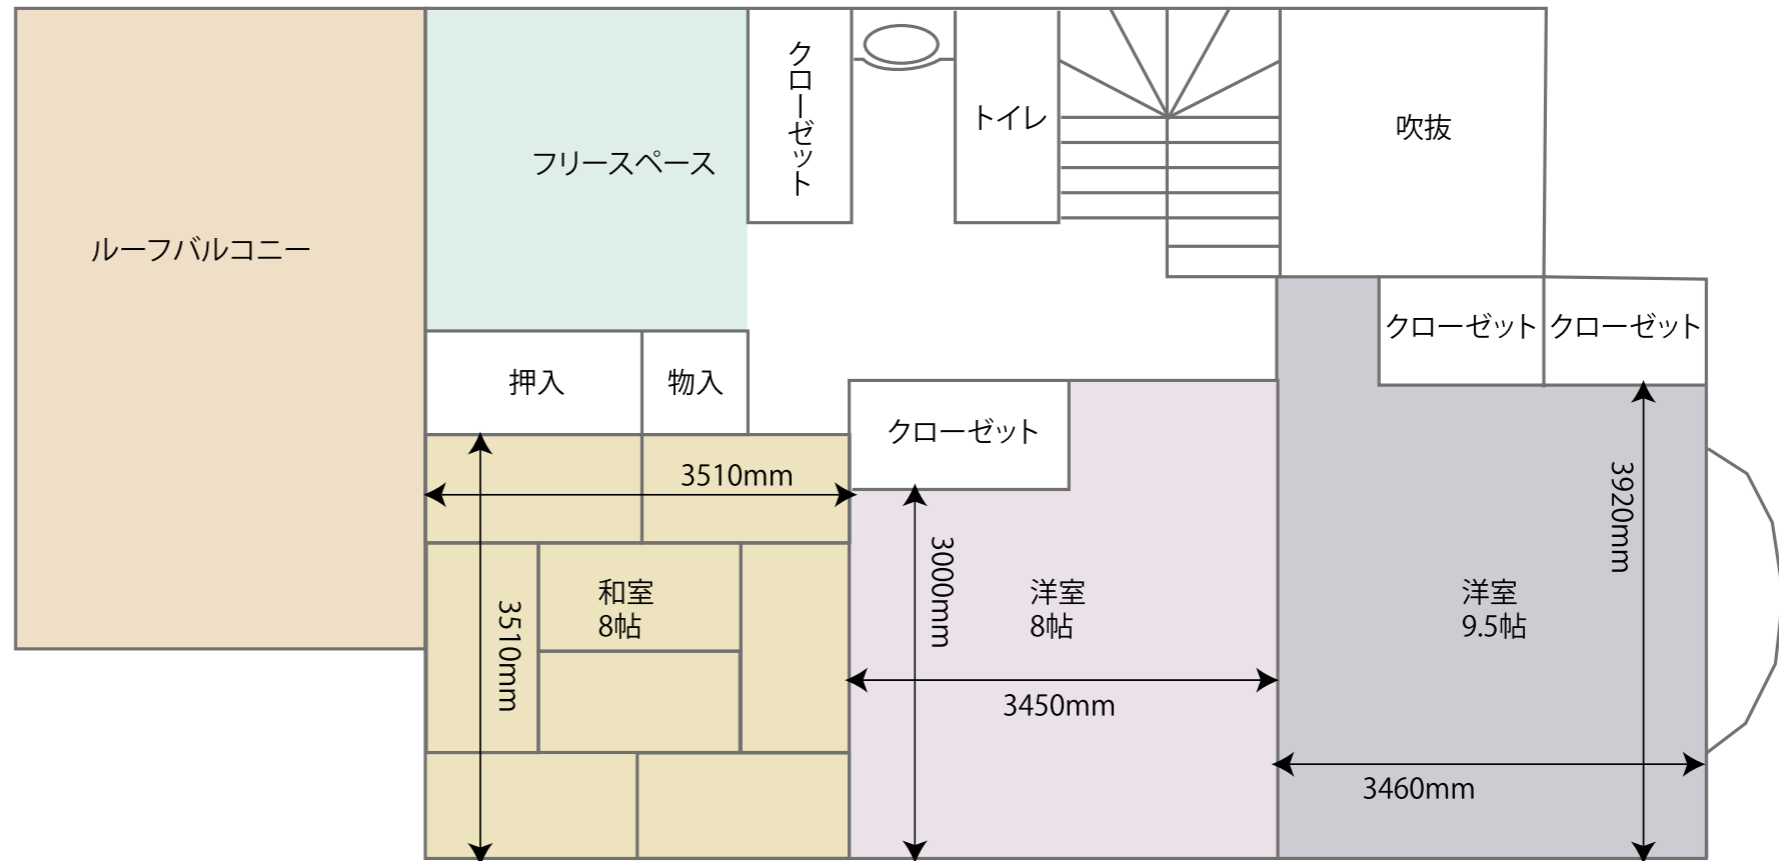 クローゼット
トイレ
吹抜
フリースペース
ルーフバルコニー
クローゼット
クローゼット
押入
物入
クローゼット
3510mm
3920mm
3000mm
和室
8帖
洋室
8帖
洋室
9.5帖
3510mm
3450mm
3460mm